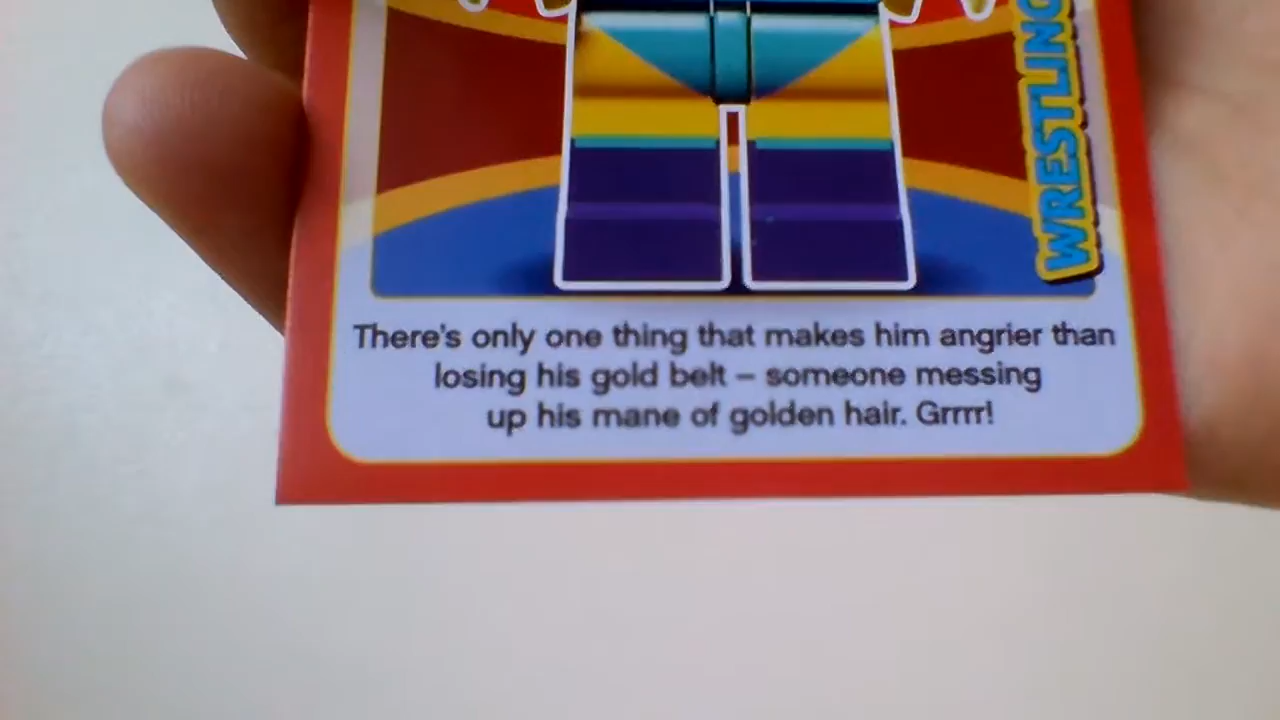 WRESTLING
There's only one thing that makes him angrier than
losing his gold belt – someone messing
up his mane of golden hair. Grrrr!